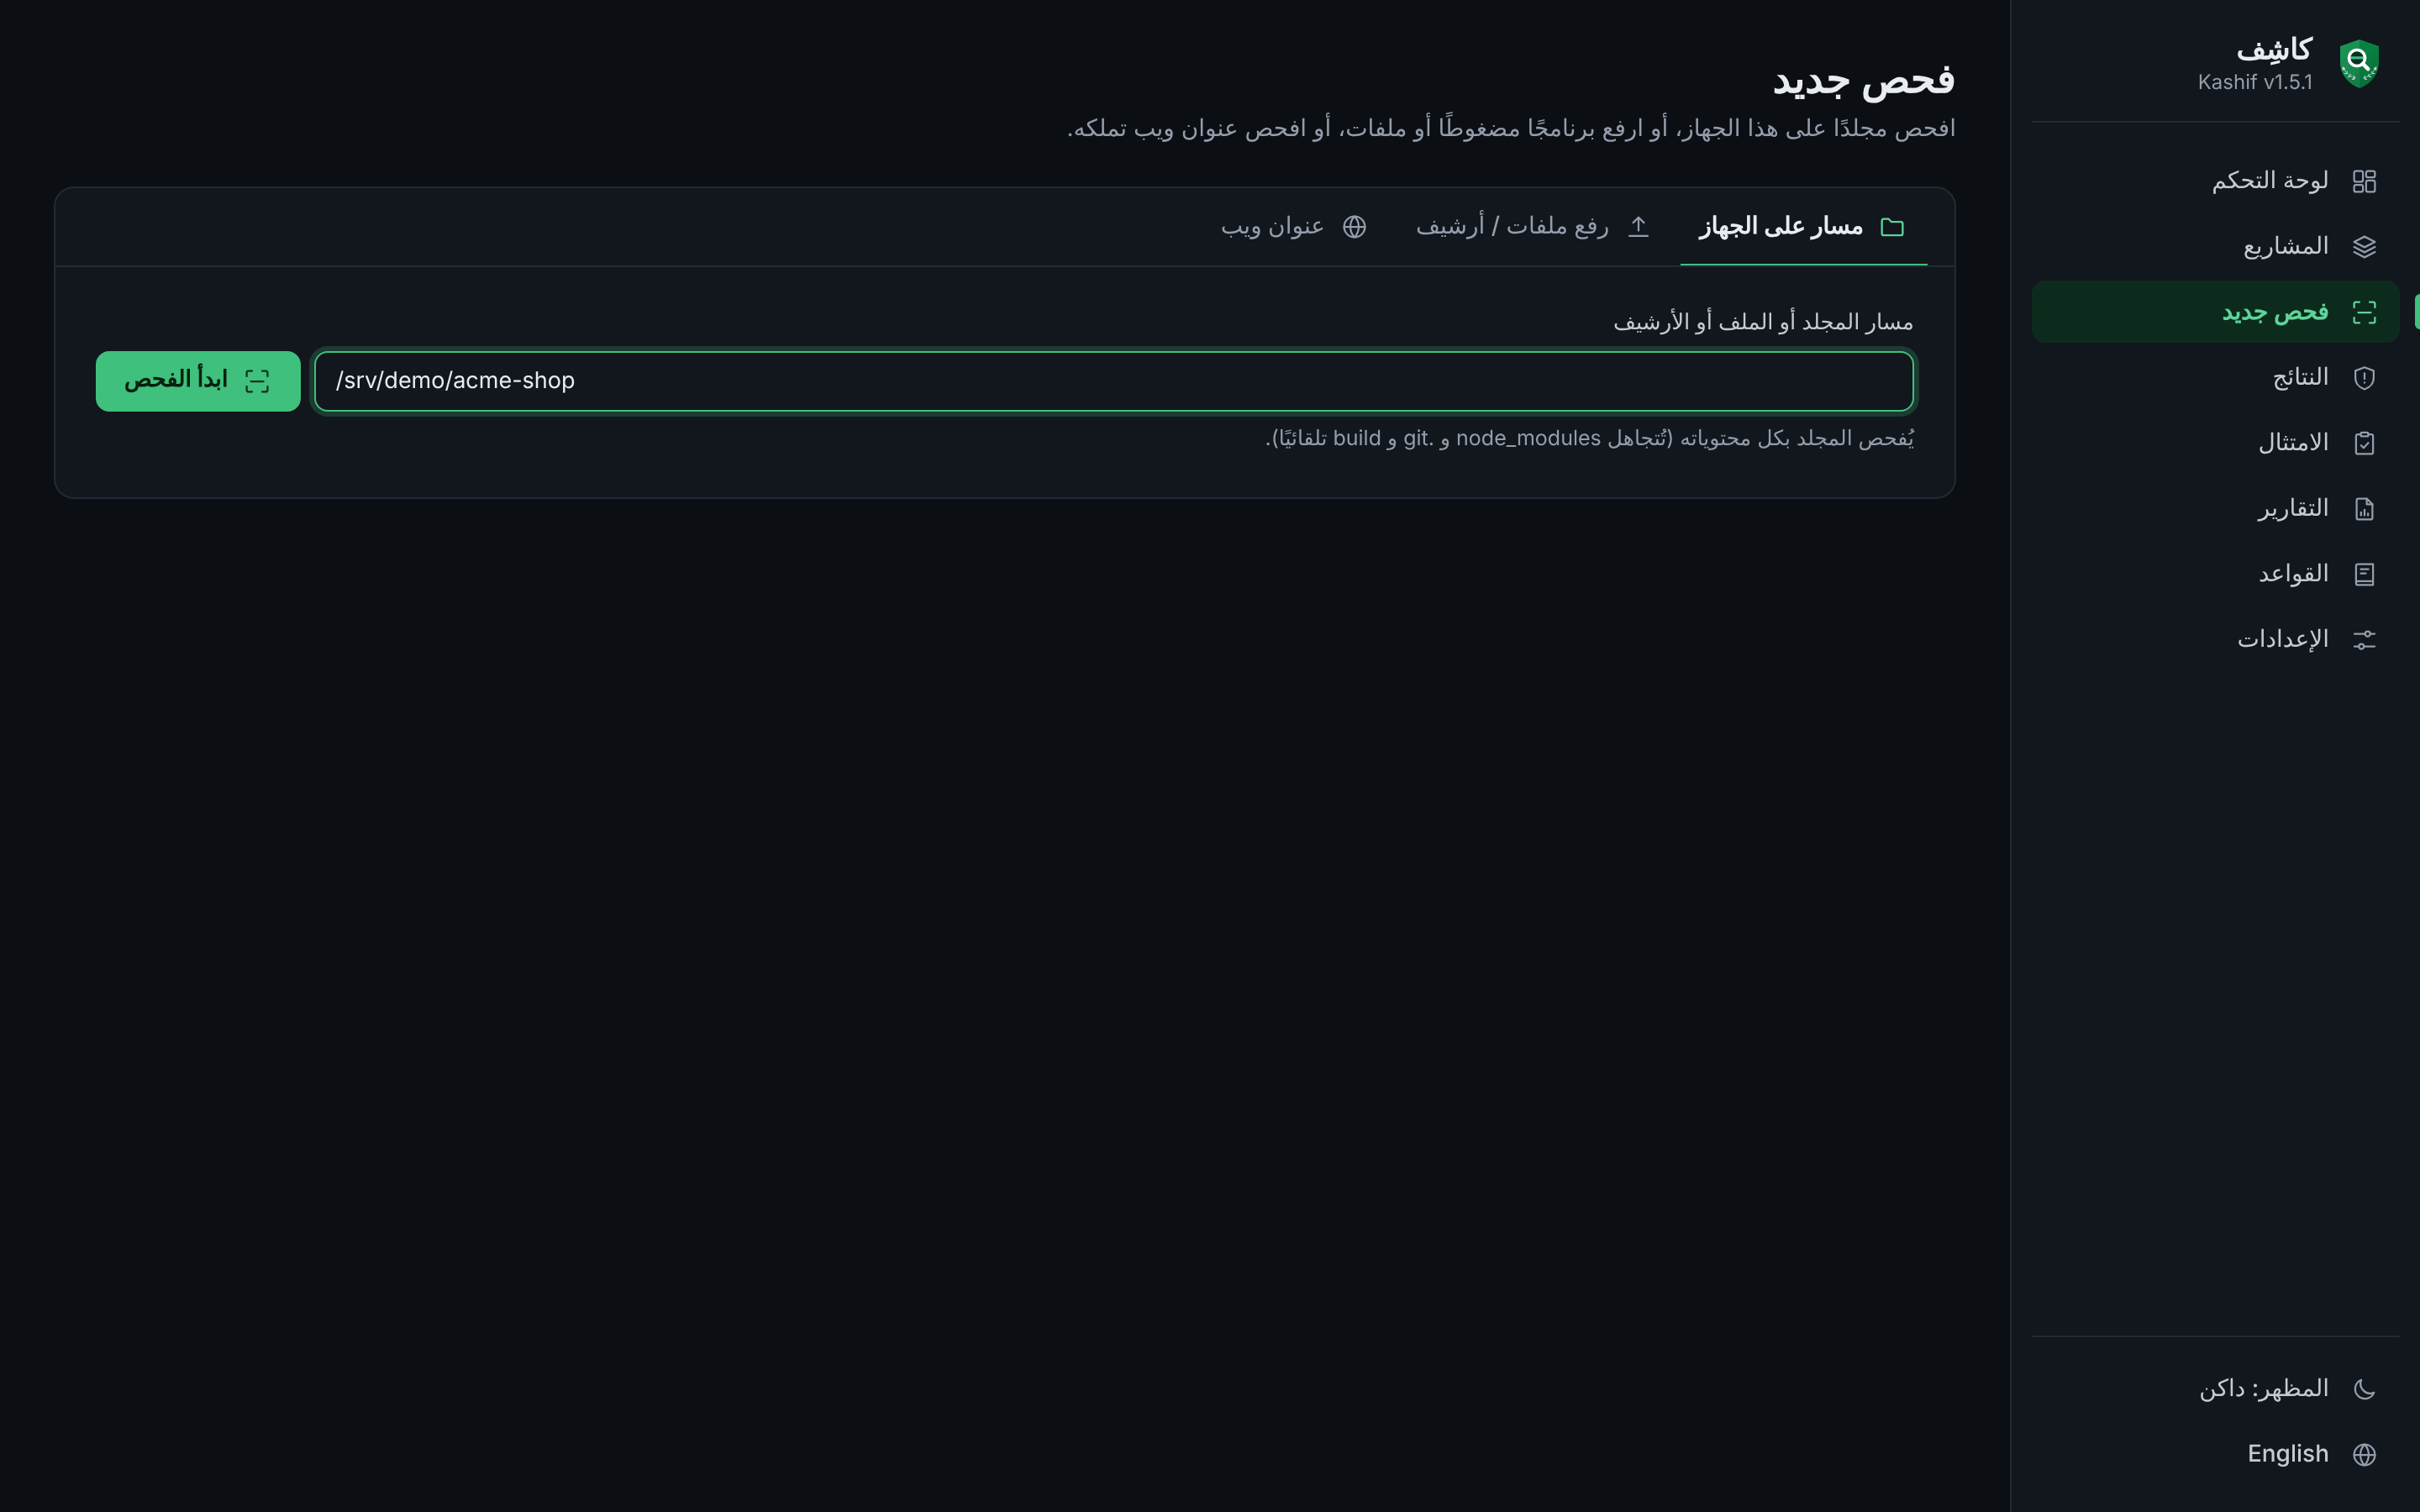 كاشِف
Kashif v1.5.1
لوحة التحكم
المشاريع
فحص جديد
النتائج
الامتثال
التقارير
القواعد
الإعدادات
المظهر: داكن
English
فحص جديد
افحص مجلدًا على هذا الجهاز، أو ارفع برنامجًا مضغوطًا أو ملفات، أو افحص عنوان ويب تملكه.
مسار على الجهاز
رفع ملفات / أرشيف
عنوان ويب
مسار المجلد أو الملف أو الأرشيف
/srv/demo/acme-shop
ابدأ الفحص
يُفحص المجلد بكل محتوياته (تُتجاهل node_modules و .git و build تلقائيًا).